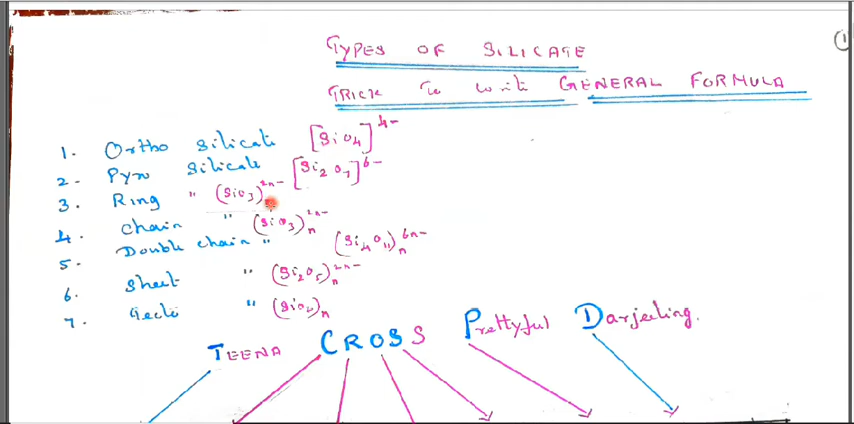 ①
TYPES OF SILICATE
TRICK To write GENERAL FORMULA
1. Ortho silicate [SiO₄]⁴⁻
2- Pyro silicate [Si₂O₇]⁶⁻
3. Ring " (SiO₃)ₙ²ⁿ⁻
4. chain " (SiO₃)ₙ²ⁿ⁻
5. Double chain " (Si₄O₁₁)ₙ⁶ⁿ⁻
6. sheet " (Si₂O₅)ₙ²ⁿ⁻
7. Tecto " (SiO₂)ₙ
TEENA CROSS Prettyful Darjeeling.